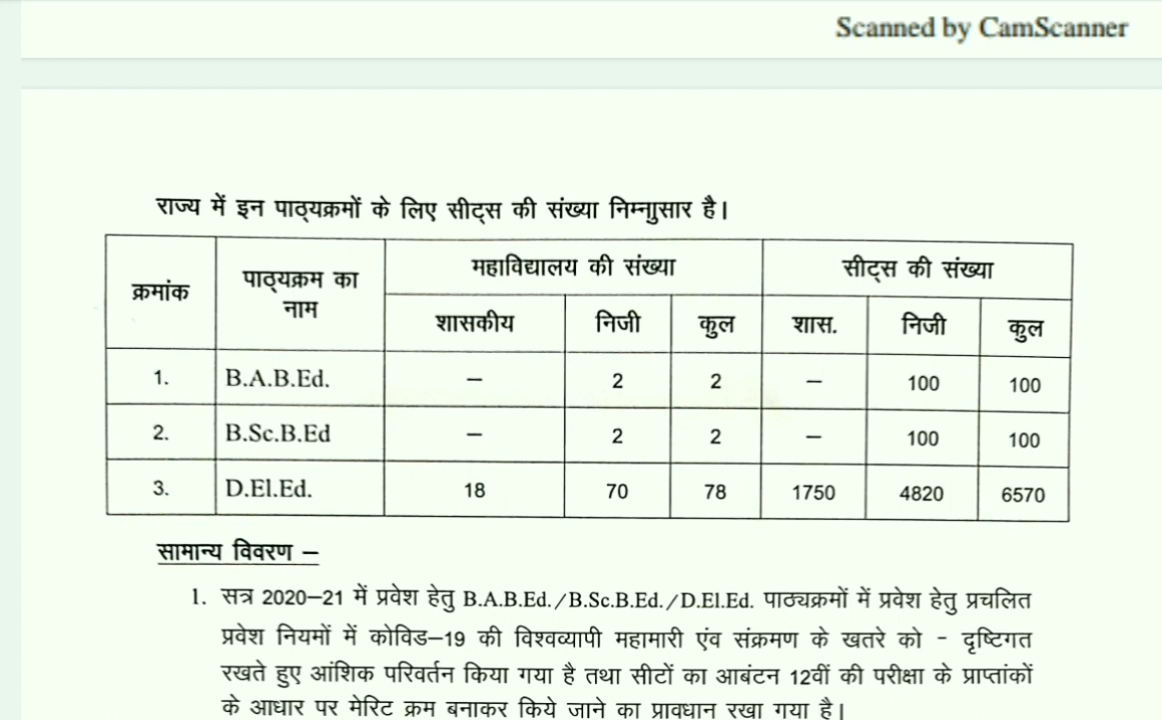 Scanned by CamScanner
राज्य में इन पाठ्यक्रमों के लिए सीट्स की संख्या निम्नाुसार है।
क्रमांक पाठ्यक्रम का नाम महाविद्यालय की संख्या सीट्स की संख्या
शासकीय निजी कुल शास. निजी कुल
1. B.A.B.Ed. – 2 2 – 100 100
2. B.Sc.B.Ed – 2 2 – 100 100
3. D.El.Ed. 18 70 78 1750 4820 6570
सामान्य विवरण –
1. सत्र 2020–21 में प्रवेश हेतु B.A.B.Ed./B.Sc.B.Ed./D.El.Ed. पाठ्यक्रमों में प्रवेश हेतु प्रचलित
प्रवेश नियमों में कोविड–19 की विश्वव्यापी महामारी एंव संक्रमण के खतरे को - दृष्टिगत
रखते हुए आंशिक परिवर्तन किया गया है तथा सीटों का आबंटन 12वीं की परीक्षा के प्राप्तांकों
के आधार पर मेरिट क्रम बनाकर किये जाने का प्रावधान रखा गया है।